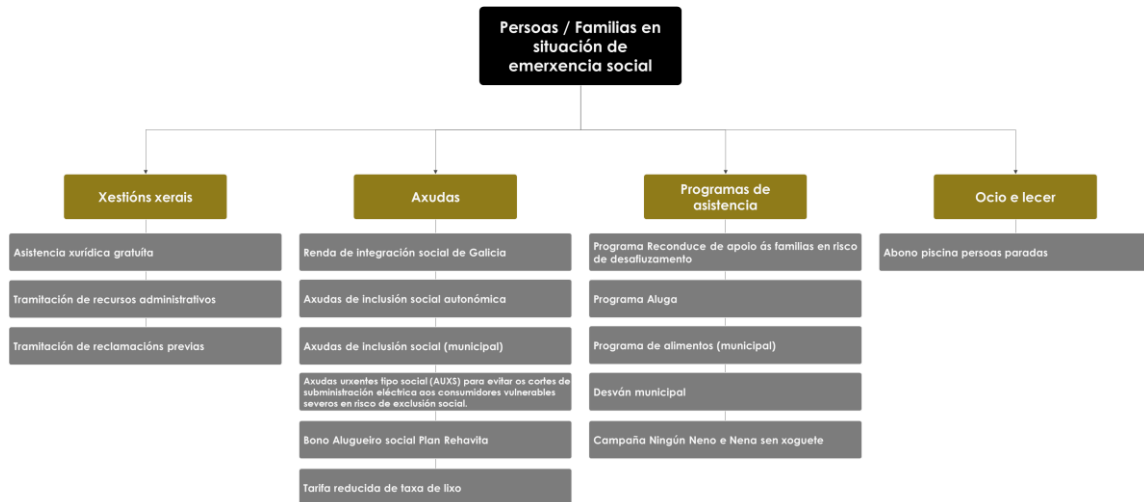 Persoas / Familias en
situación de
emerxencia social
Xestións xerais
Asistencia xurídica gratuíta
Tramitación de recursos administrativos
Tramitación de reclamacións previas
Axudas
Renda de integración social de Galicia
Axudas de inclusión social autonómica
Axudas de inclusión social (municipal)
Axudas urxentes tipo social (AUXS) para evitar os cortes de
subministración eléctrica aos consumidores vulnerables
severos en risco de exclusión social.
Bono Alugueiro social Plan Rehavita
Tarifa reducida de taxa de lixo
Programas de
asistencia
Programa Reconduce de apoio ás familias en risco
de desafiuzamento
Programa Aluga
Programa de alimentos (municipal)
Desván municipal
Campaña Ningún Neno e Nena sen xoguete
Ocio e lecer
Abono piscina persoas paradas